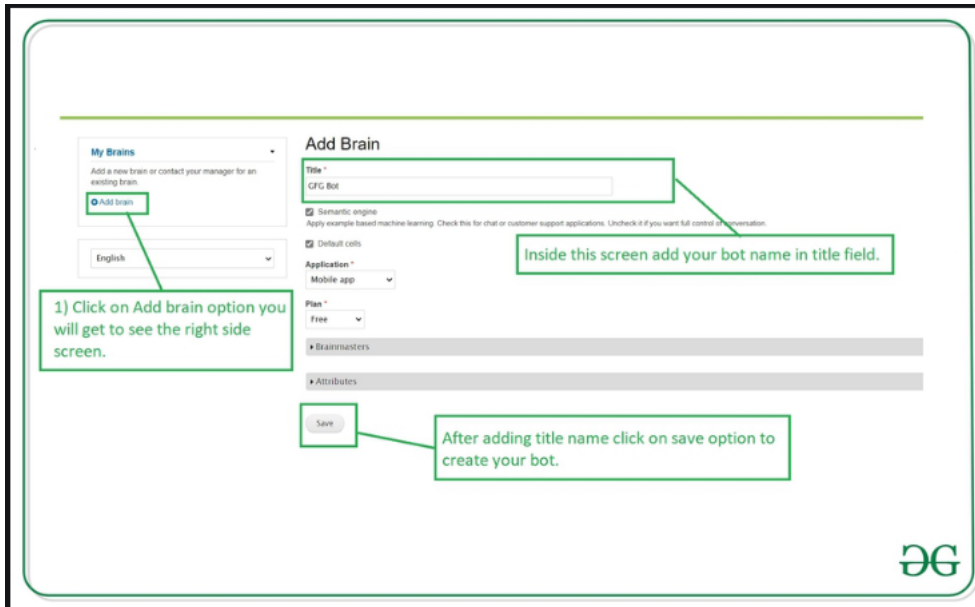 My Brains
Add a new brain or contact your manager for an
existing brain.
Add brain
English
1) Click on Add brain option you
will get to see the right side
screen.
Add Brain
Title *
GFG Bot
Semantic engine
Apply example based machine learning. Check this for chat or customer support applications. Uncheck it if you want full control of conversation.
Default cells
Inside this screen add your bot name in title field.
Application *
Mobile app
Plan *
Free
Brainmasters
Attributes
Save
After adding title name click on save option to
create your bot.